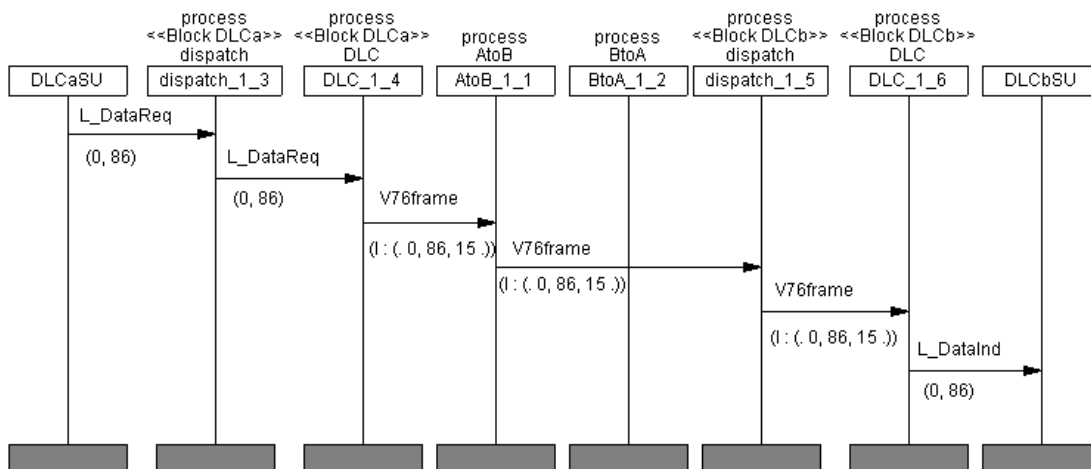 process process process process process process
<<Block DLCa>> <<Block DLCa>> <<Block DLCb>> <<Block DLCb>>
dispatch DLC AtoB BtoA dispatch DLC
DLCaSU dispatch_1_3 DLC_1_4 AtoB_1_1 BtoA_1_2 dispatch_1_5 DLC_1_6 DLCbSU
L_DataReq
(0, 86)
L_DataReq
(0, 86)
V76frame
(I : (. 0, 86, 15 .))
V76frame
(I : (. 0, 86, 15 .))
V76frame
(I : (. 0, 86, 15 .))
L_DataInd
(0, 86)